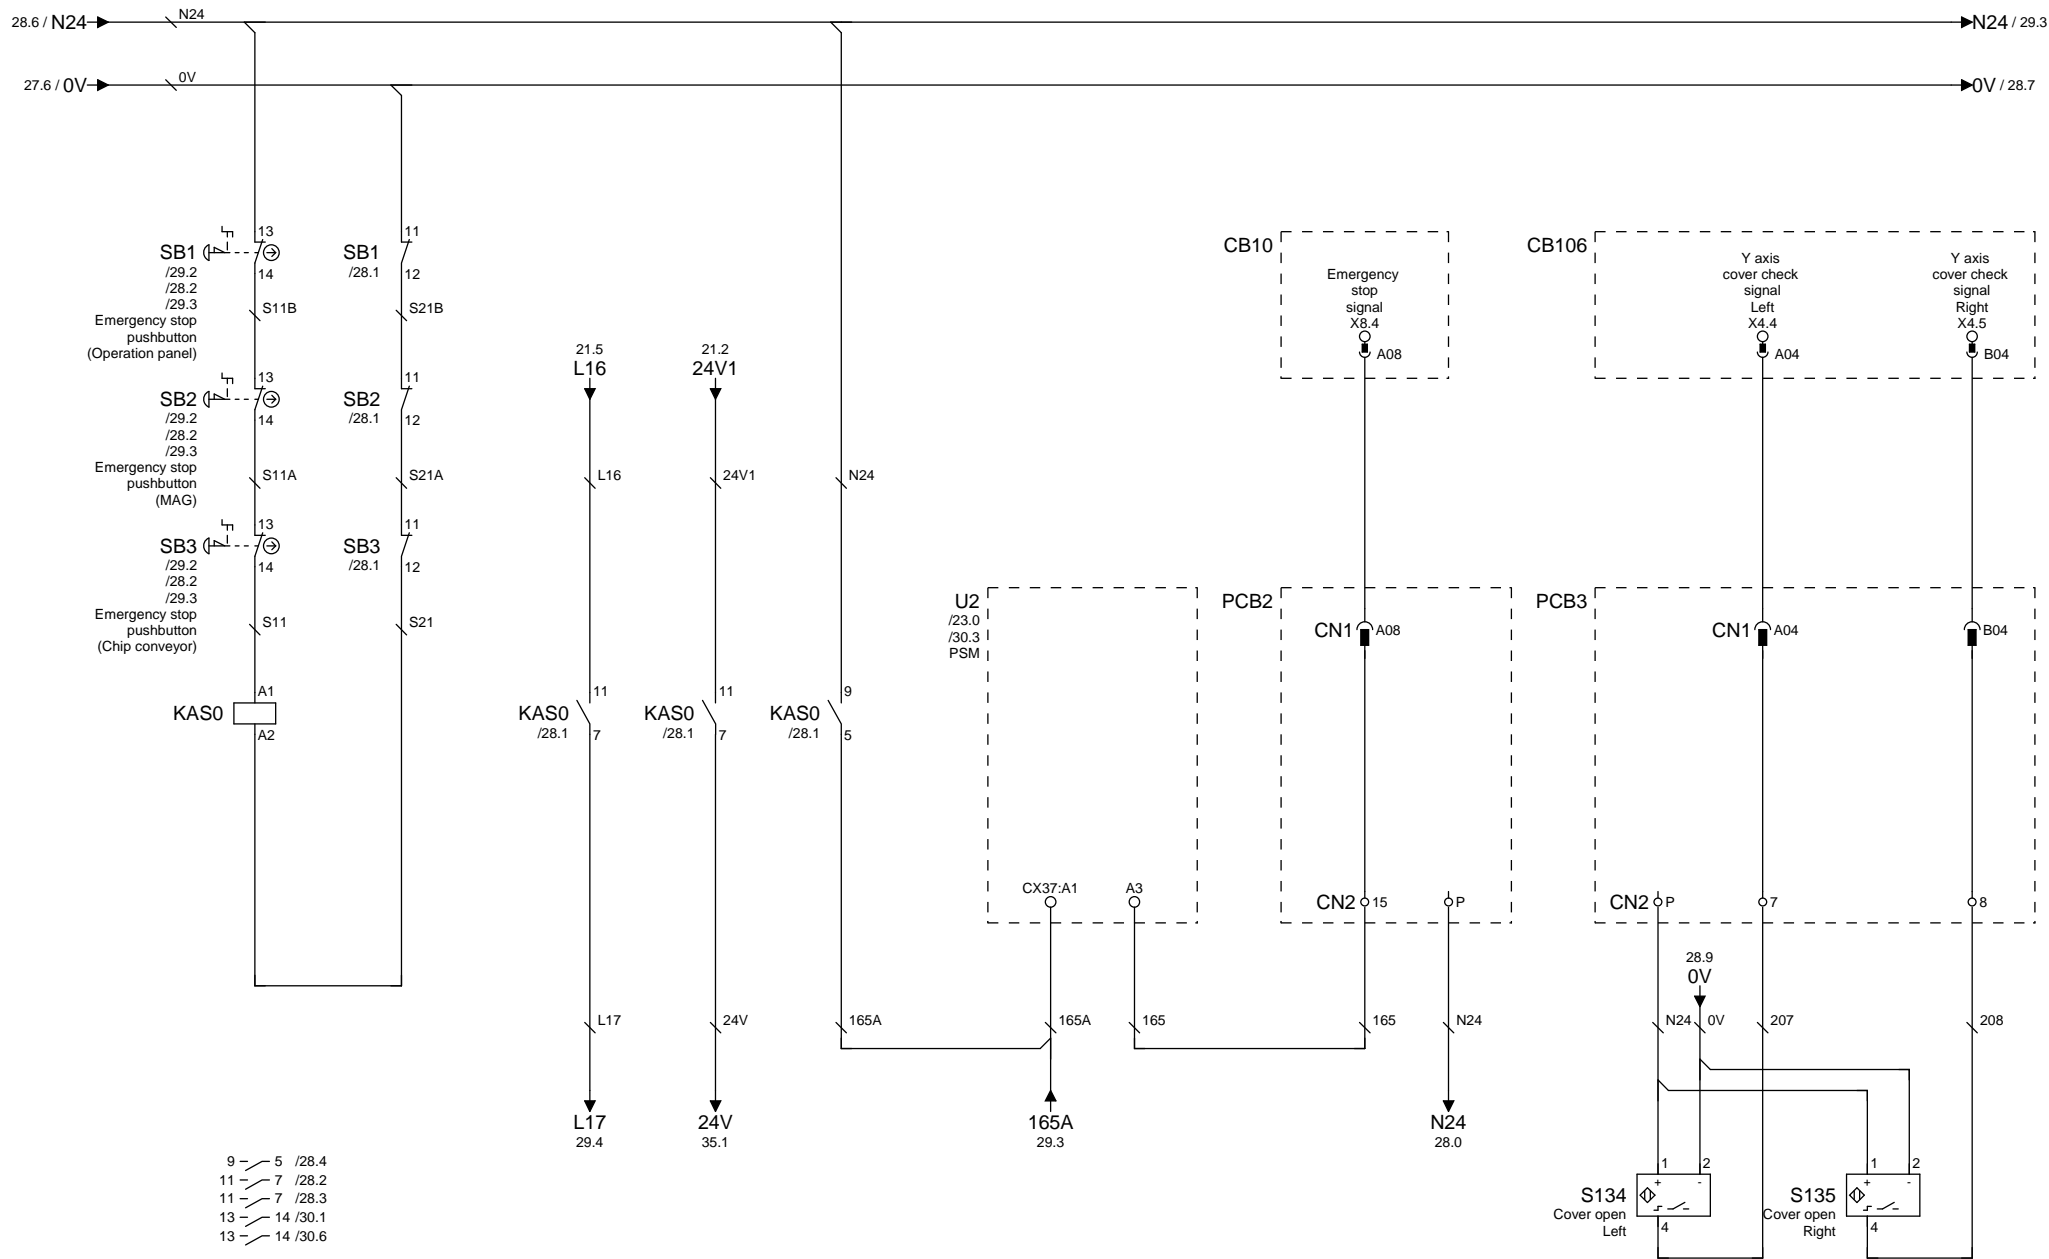 28.6 / N24
N24
N24 / 29.3
27.6 / 0V
0V
0V / 28.7
SB1
/29.2
/28.2
/29.3
Emergency stop
pushbutton
(Operation panel)
13
14
S11B
SB1
/28.1
11
12
S21B
SB2
/29.2
/28.2
/29.3
Emergency stop
pushbutton
(MAG)
13
14
S11A
SB2
/28.1
11
12
S21A
SB3
/29.2
/28.2
/29.3
Emergency stop
pushbutton
(Chip conveyor)
13
14
S11
SB3
/28.1
11
12
S21
KAS0
A1
A2
21.5
L16
L16
KAS0
/28.1
11
7
L17
L17
29.4
21.2
24V1
24V1
KAS0
/28.1
11
7
24V
24V
35.1
N24
KAS0
/28.1
9
5
165A
U2
/23.0
/30.3
PSM
CX37:A1
A3
165A
165
165A
29.3
CB10
Emergency
stop
signal
X8.4
A08
PCB2
CN1
A08
CN2
15
P
165
N24
N24
28.0
CB106
Y axis
cover check
signal
Left
X4.4
A04
Y axis
cover check
signal
Right
X4.5
B04
PCB3
CN1
A04
B04
CN2
P
7
8
28.9
0V
N24
0V
207
208
S134
Cover open
Left
1
2
+
-
4
S135
Cover open
Right
1
2
+
-
4
9
5
/28.4
11
7
/28.2
11
7
/28.3
13
14
/30.1
13
14
/30.6